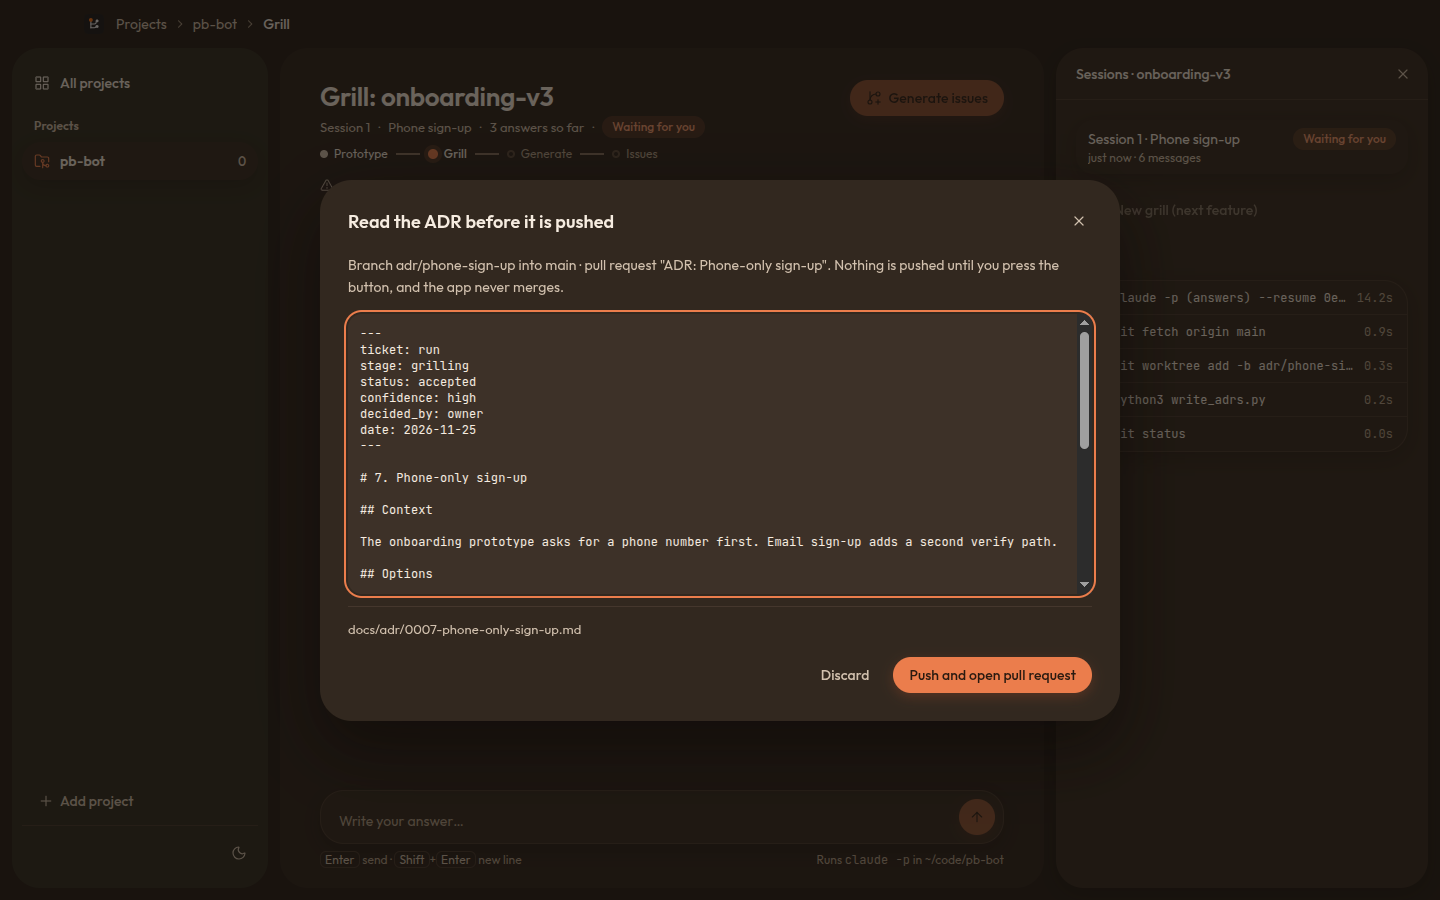 Projects > pb-bot > Grill
All projects
Projects
pb-bot 0
Add project
Grill: onboarding-v3
Generate issues
Session 1 · Phone sign-up · 3 answers so far · Waiting for you
Prototype Grill Generate Issues
Read the ADR before it is pushed
Branch adr/phone-sign-up into main · pull request "ADR: Phone-only sign-up". Nothing is pushed until you press the
button, and the app never merges.
---
ticket: run
stage: grilling
status: accepted
confidence: high
decided_by: owner
date: 2026-11-25
---
# 7. Phone-only sign-up
## Context
The onboarding prototype asks for a phone number first. Email sign-up adds a second verify path.
## Options
docs/adr/0007-phone-only-sign-up.md
Discard
Push and open pull request
Write your answer…
Enter send · Shift + Enter new line
Runs claude -p in ~/code/pb-bot
Sessions · onboarding-v3
Session 1 · Phone sign-up Waiting for you
just now · 6 messages
New grill (next feature)
laude -p (answers) --resume 0e… 14.2s
it fetch origin main 0.9s
it worktree add -b adr/phone-si… 0.3s
ython3 write_adrs.py 0.2s
it status 0.0s